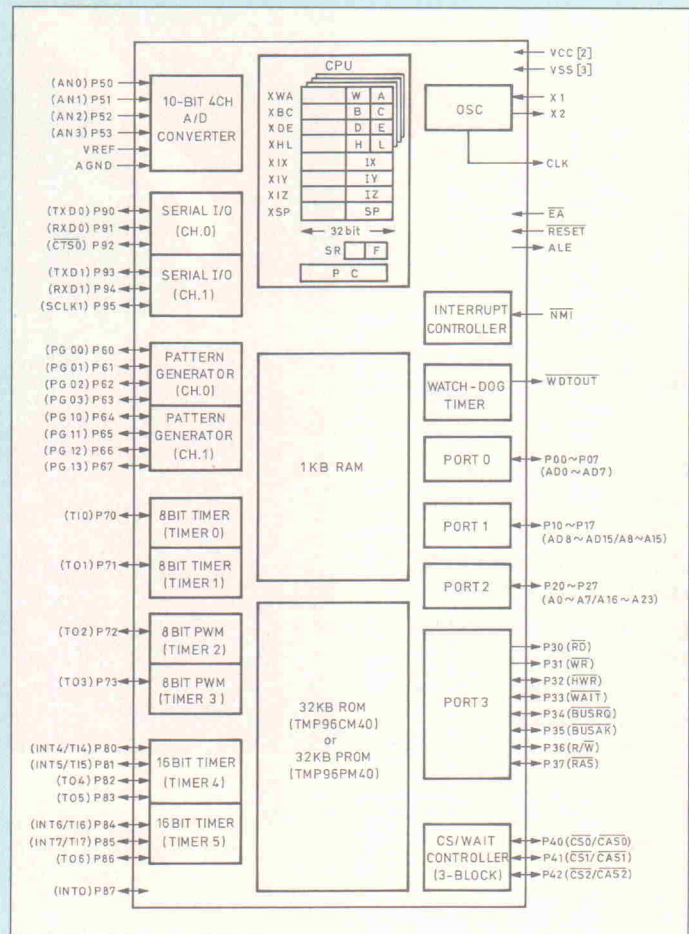 (AN0) P50
(AN1) P51
(AN2) P52
(AN3) P53
VREF
AGND
10-BIT 4CH
A/D
CONVERTER
(TXD0) P90
(RXD0) P91
(CTS0) P92
SERIAL I/O
(CH.0)
(TXD1) P93
(RXD1) P94
(SCLK1) P95
SERIAL I/O
(CH.1)
(PG 00) P60
(PG 01) P61
(PG 02) P62
(PG 03) P63
PATTERN
GENERATOR
(CH.0)
(PG 10) P64
(PG 11) P65
(PG 12) P66
(PG 13) P67
PATTERN
GENERATOR
(CH.1)
(TI0) P70
8BIT TIMER
(TIMER 0)
(TO1) P71
8BIT TIMER
(TIMER 1)
(TO2) P72
8BIT PWM
(TIMER 2)
(TO3) P73
8BIT PWM
(TIMER 3)
(INT4/TI4) P80
(INT5/TI5) P81
(TO4) P82
(TO5) P83
16BIT TIMER
(TIMER 4)
(INT6/TI6) P84
(INT7/TI7) P85
(TO6) P86
16BIT TIMER
(TIMER 5)
(INT0) P87
CPU
XWA W A
XBC B C
XDE D E
XHL H L
XIX IX
XIY IY
XIZ IZ
XSP SP
32bit
SR F
P C
1KB RAM
32KB ROM
(TMP96CM40)
or
32KB PROM
(TMP96PM40)
VCC [2]
VSS [3]
OSC
X1
X2
CLK
EA
RESET
ALE
INTERRUPT
CONTROLLER
NMI
WATCH-DOG
TIMER
WDTOUT
PORT 0
P00~P07
(AD0~AD7)
PORT 1
P10~P17
(AD8~AD15/A8~A15)
PORT 2
P20~P27
(A0~A7/A16~A23)
PORT 3
P30 (RD)
P31 (WR)
P32 (HWR)
P33 (WAIT)
P34 (BUSRQ)
P35 (BUSAK)
P36 (R/W)
P37 (RAS)
CS/WAIT
CONTROLLER
(3-BLOCK)
P40 (CS0/CAS0)
P41 (CS1/CAS1)
P42 (CS2/CAS2)